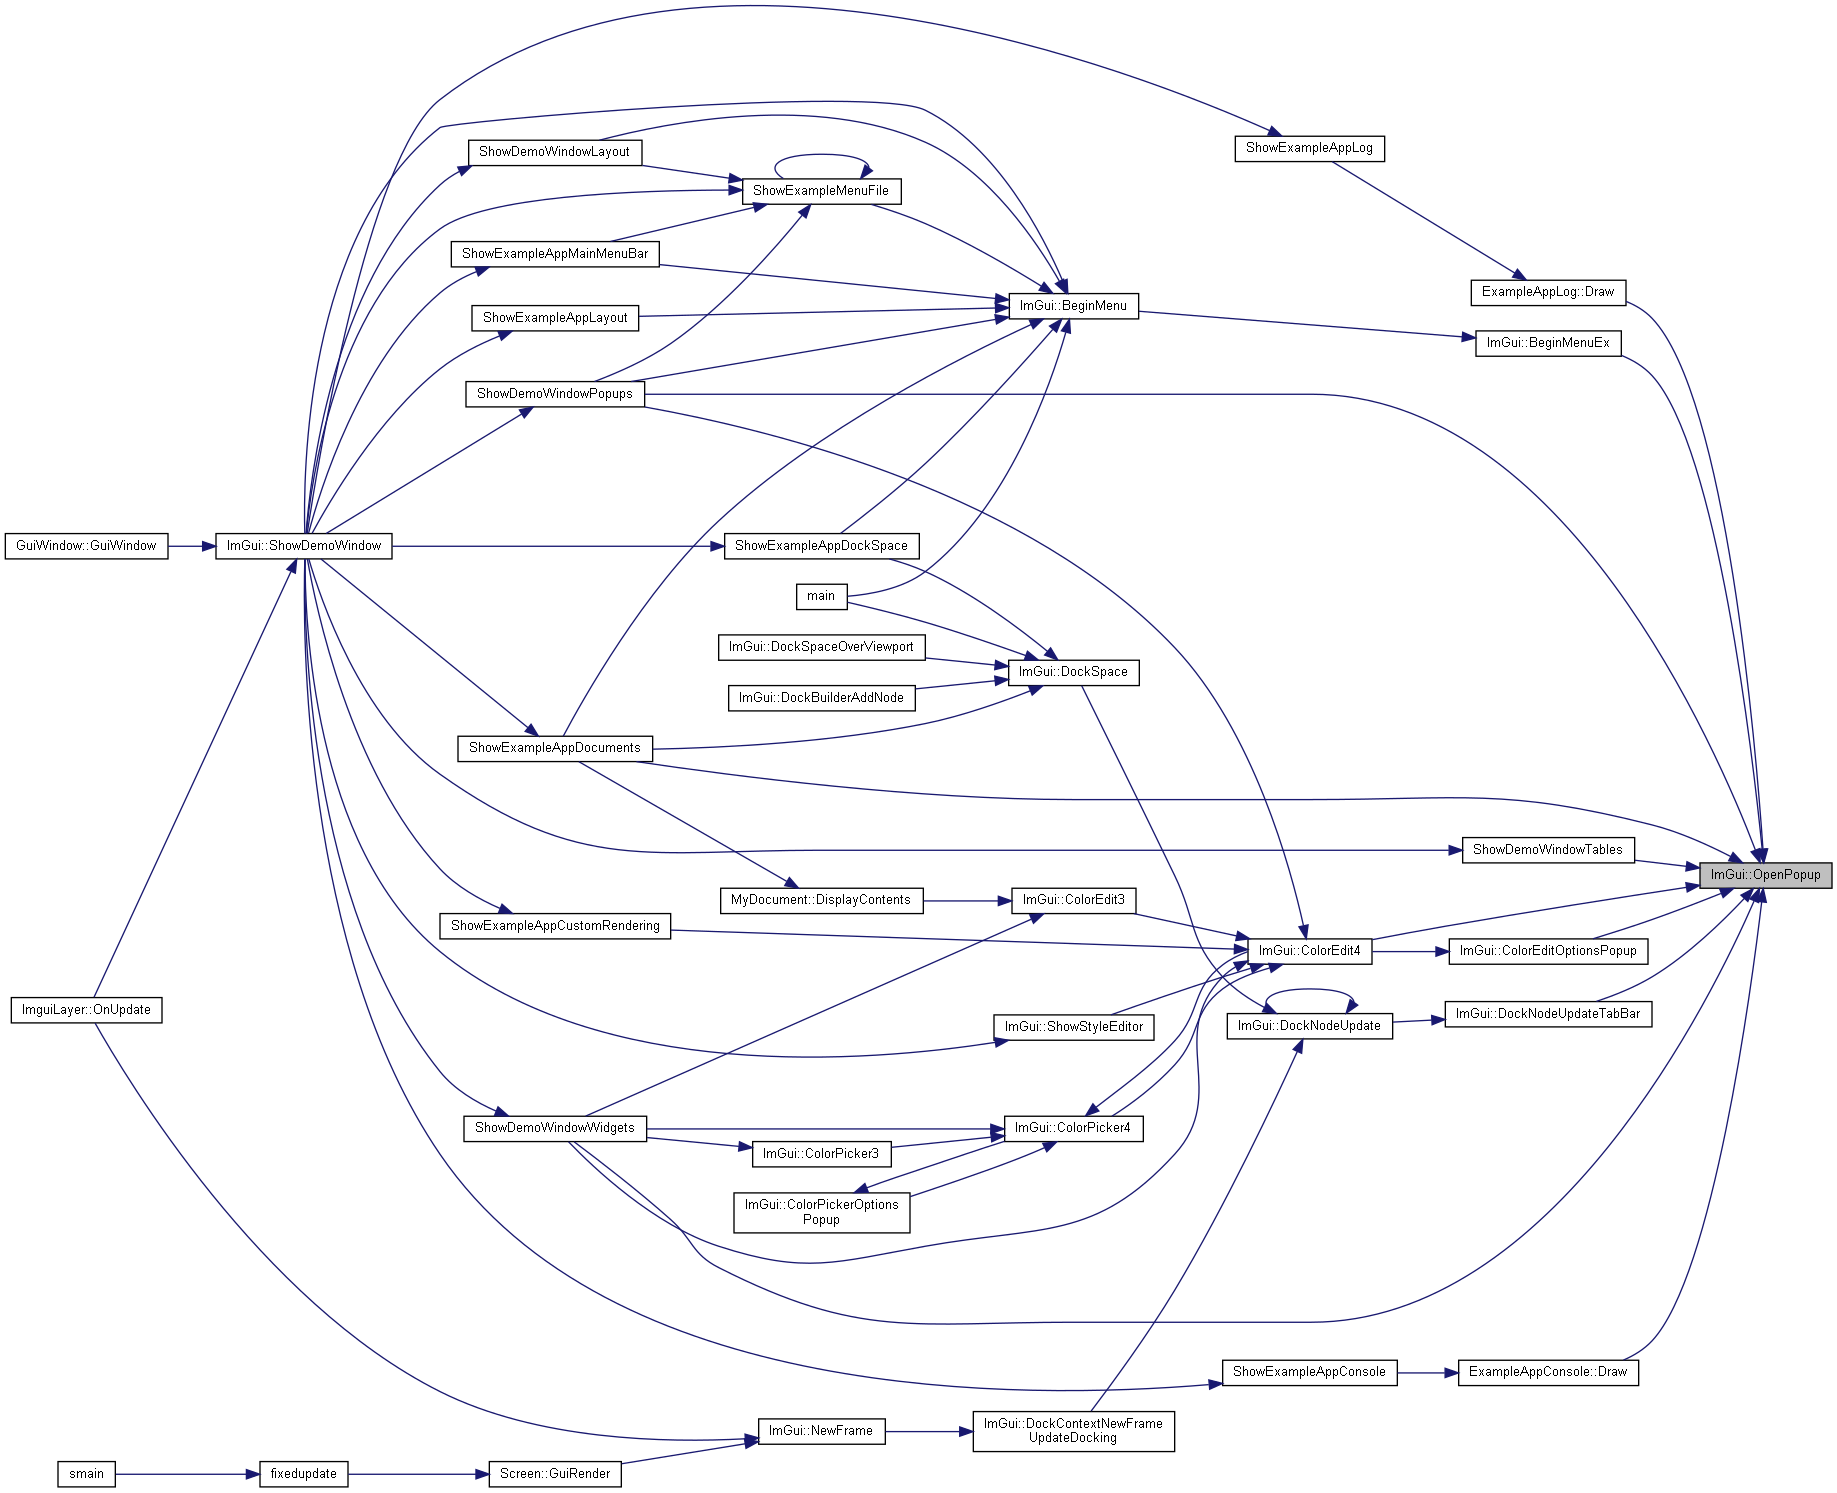 ShowExampleAppLog
ShowDemoWindowLayout
ShowExampleMenuFile
ShowExampleAppMainMenuBar
ExampleAppLog::Draw
ImGui::BeginMenu
ShowExampleAppLayout
ImGui::BeginMenuEx
ShowDemoWindowPopups
GuiWindow::GuiWindow
ImGui::ShowDemoWindow
ShowExampleAppDockSpace
main
ImGui::DockSpaceOverViewport
ImGui::DockSpace
ImGui::DockBuilderAddNode
ShowExampleAppDocuments
ShowDemoWindowTables
ImGui::OpenPopup
MyDocument::DisplayContents
ImGui::ColorEdit3
ShowExampleAppCustomRendering
ImGui::ColorEdit4
ImGui::ColorEditOptionsPopup
ImguiLayer::OnUpdate
ImGui::ShowStyleEditor
ImGui::DockNodeUpdate
ImGui::DockNodeUpdateTabBar
ShowDemoWindowWidgets
ImGui::ColorPicker4
ImGui::ColorPicker3
ImGui::ColorPickerOptions
Popup
ShowExampleAppConsole
ExampleAppConsole::Draw
ImGui::NewFrame
ImGui::DockContextNewFrame
UpdateDocking
smain
fixedupdate
Screen::GuiRender